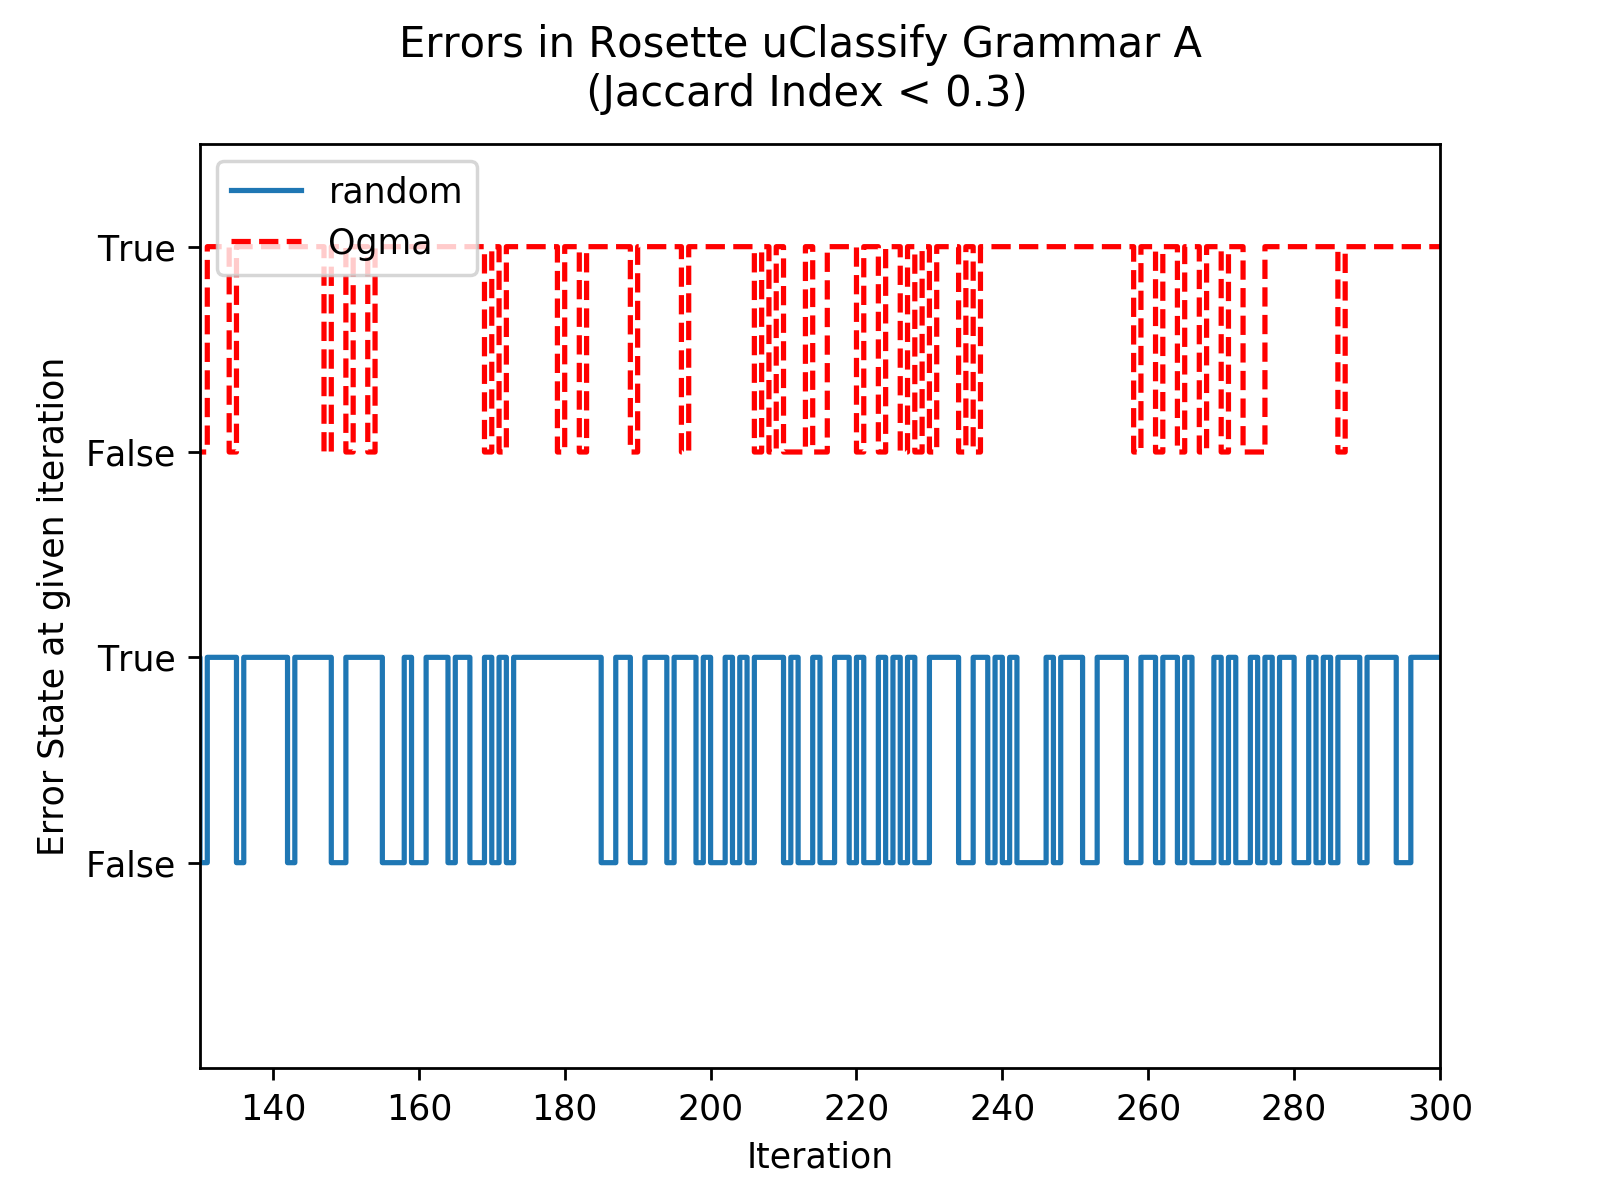 Errors in Rosette uClassify Grammar A
(Jaccard Index < 0.3)
random
Ogma
True
False
True
False
Error State at given iteration
140 160 180 200 220 240 260 280 300
Iteration